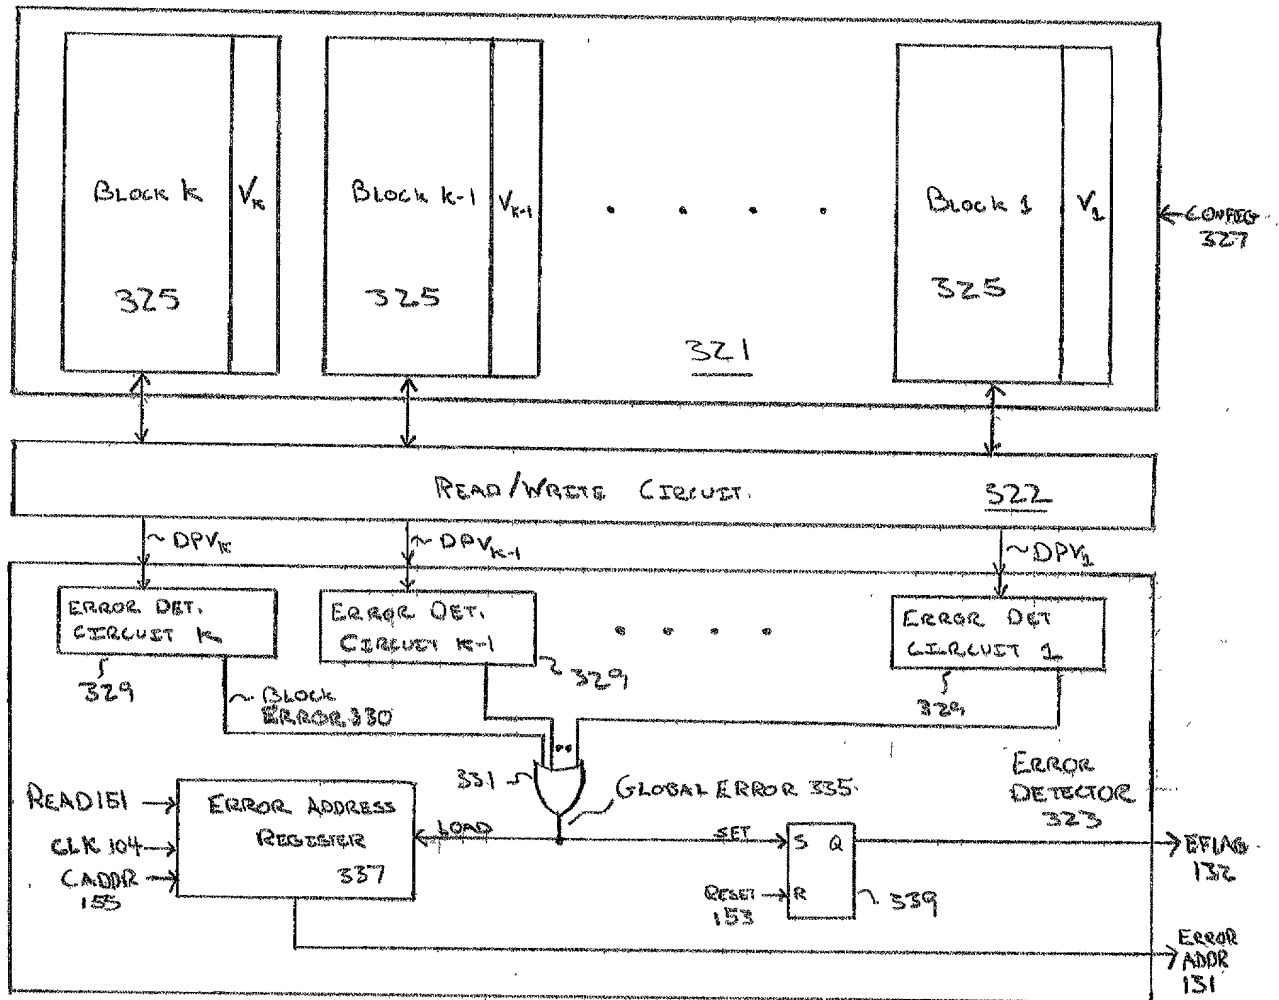 BLOCK K
VK
BLOCK K-1
VK-1
BLOCK 1
V1
325
325
325
321
CONFIG
327
READ/WRITE CIRCUIT.
322
DPVK
DPVK-1
DPV1
ERROR DET.
CIRCUIT K
ERROR DET.
CIRCUIT K-1
ERROR DET
CIRCUIT 1
329
329
329
BLOCK
ERROR 330
331
GLOBAL ERROR 335
ERROR
DETECTOR
323
READ 151
CLK 104
CADDR
155
ERROR ADDRESS
REGISTER
337
LOAD
SET
S Q
R
RESET
153
339
EFLAG
132
ERROR
ADDR
131